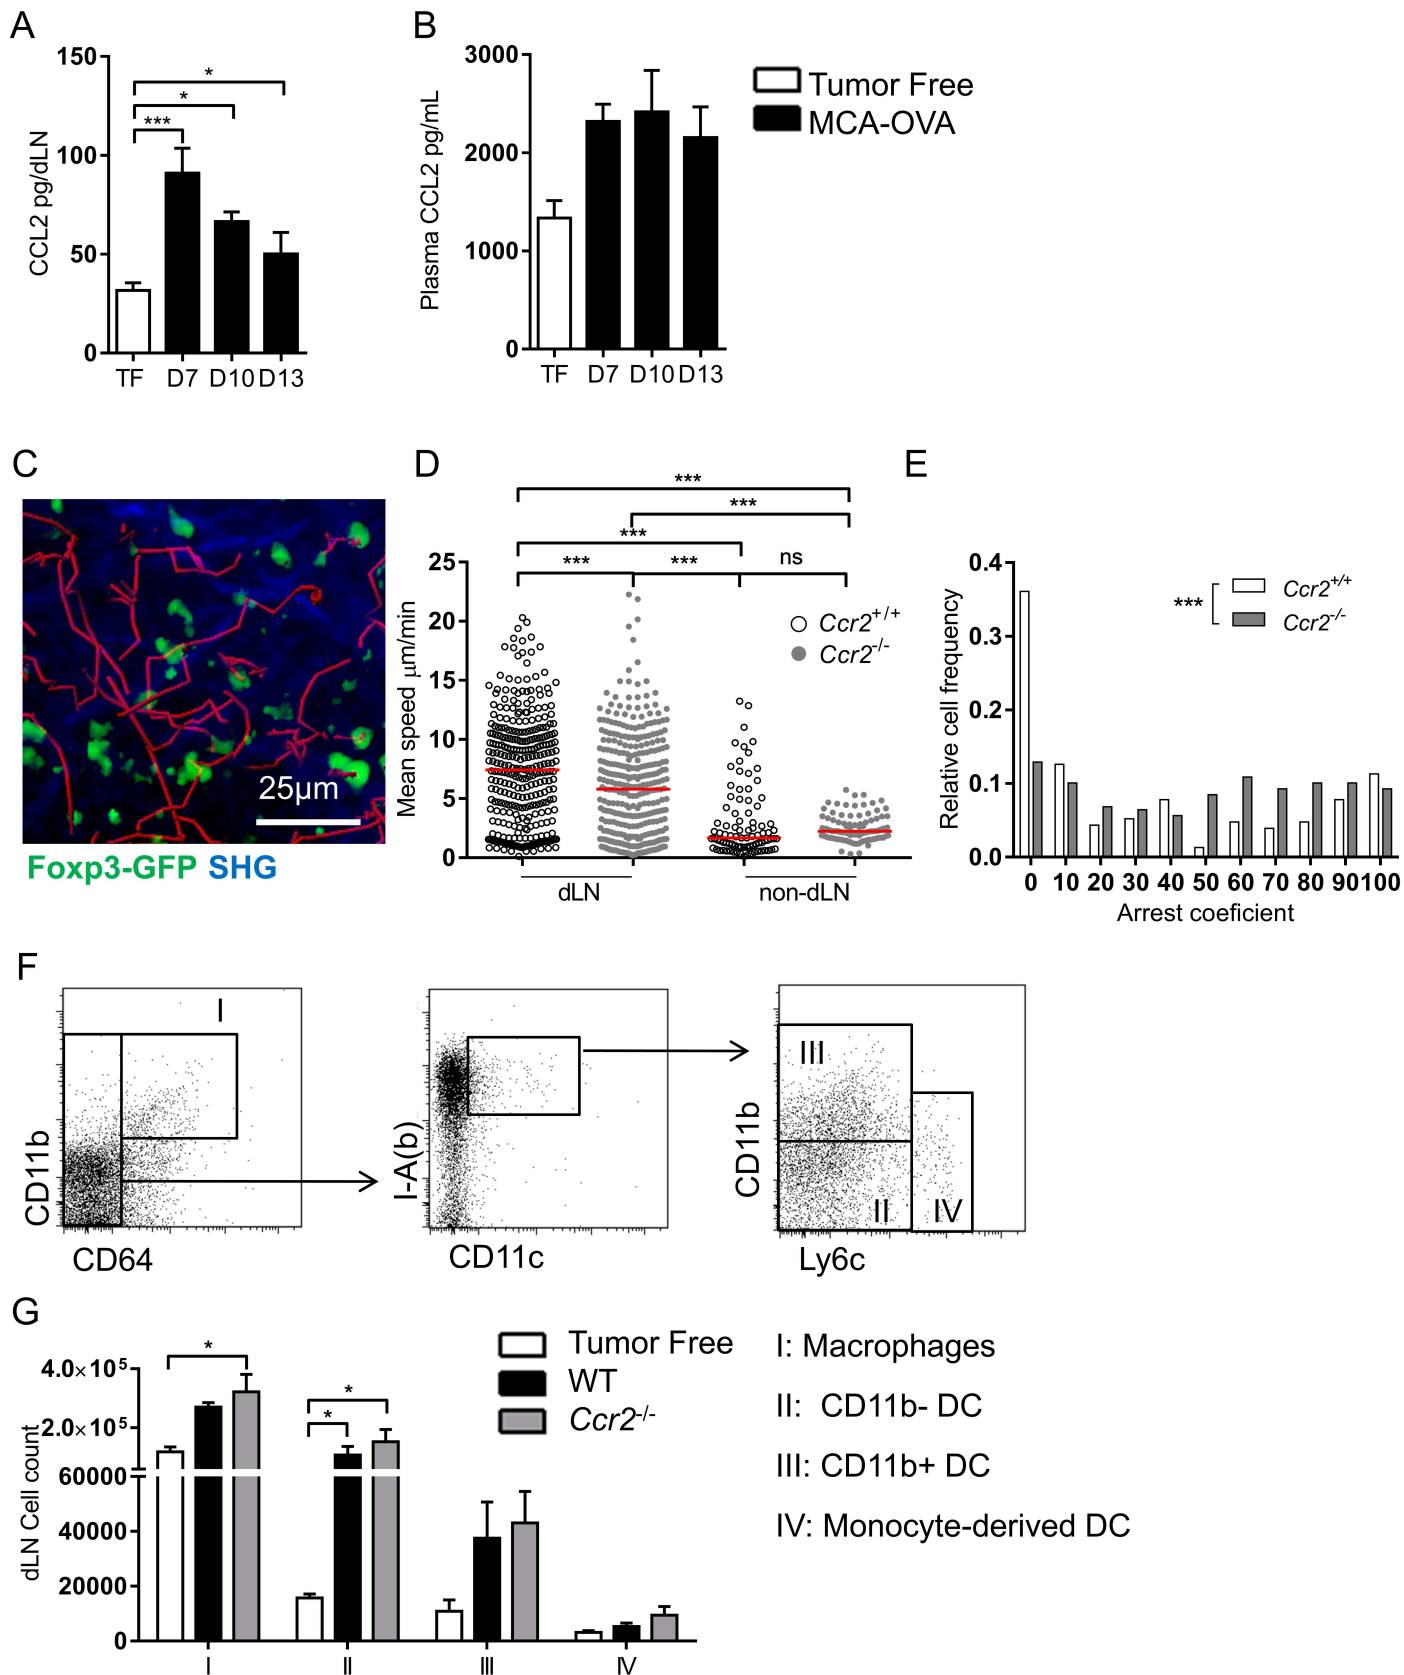 A
150
100
50
0
CCL2 pg/dLN
*
*
***
TF D7 D10 D13
B
3000
2000
1000
0
Plasma CCL2 pg/mL
TF D7 D10 D13
Tumor Free
MCA-OVA
C
25µm
Foxp3-GFP SHG
D
***
***
***
*** *** ns
25
20
15
10
5
0
Mean speed µm/min
Ccr2+/+
Ccr2-/-
dLN non-dLN
E
0.4
0.3
0.2
0.1
0.0
Relative cell frequency
*** Ccr2+/+
Ccr2-/-
0 10 20 30 40 50 60 70 80 90 100
Arrest coeficient
F
I
CD11b
CD64
I-A(b)
CD11c
III
II IV
CD11b
Ly6c
G
4.0×10⁵
2.0×10⁵
60000
40000
20000
0
dLN Cell count
*
*
*
I II III IV
Tumor Free
WT
Ccr2-/-
I: Macrophages
II: CD11b- DC
III: CD11b+ DC
IV: Monocyte-derived DC